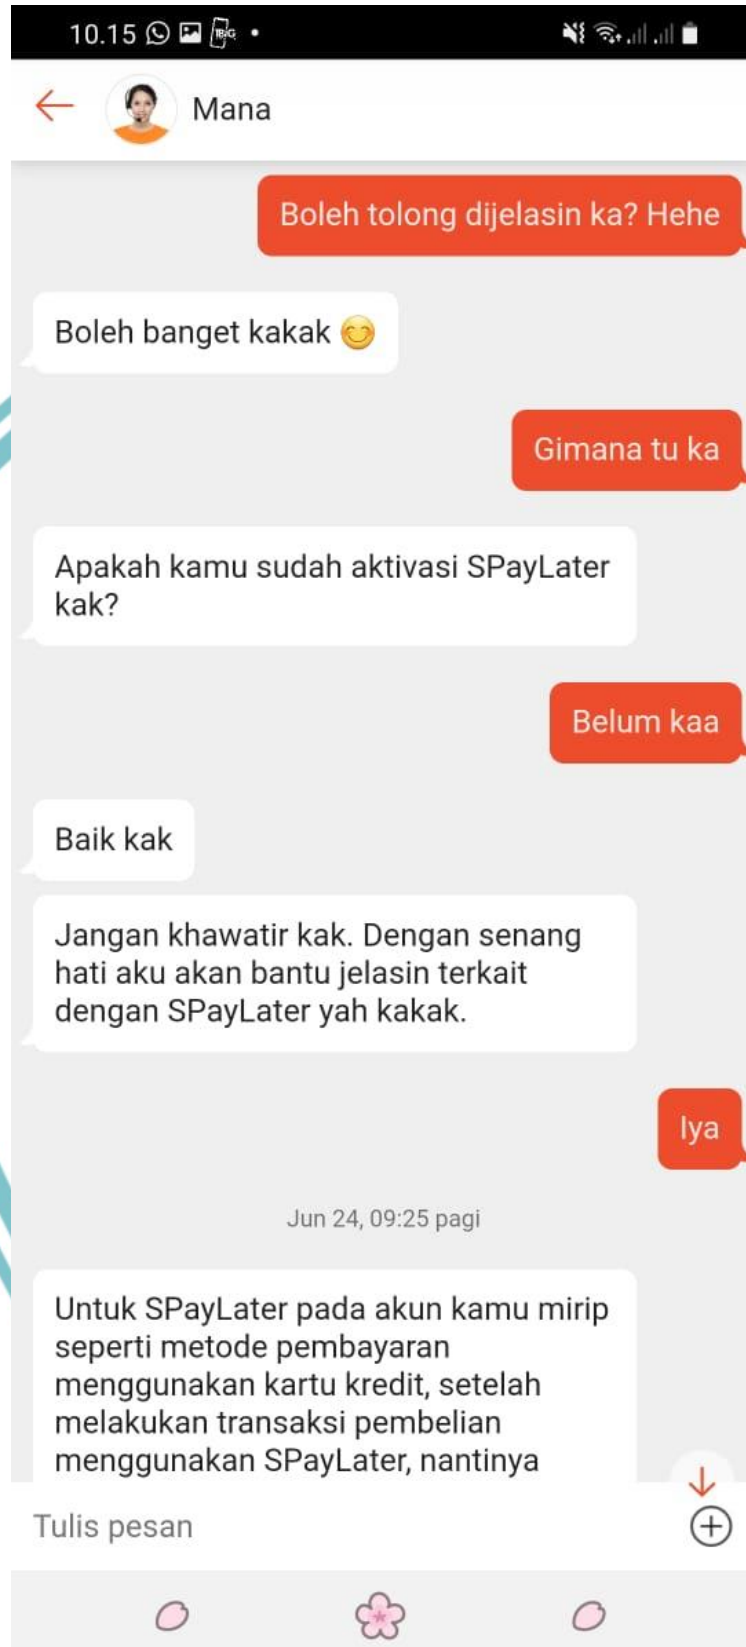 10.15
Mana
Boleh tolong dijelasin ka? Hehe
Boleh banget kakak 😊
Gimana tu ka
Apakah kamu sudah aktivasi SPayLater
kak?
Belum kaa
Baik kak
Jangan khawatir kak. Dengan senang
hati aku akan bantu jelasin terkait
dengan SPayLater yah kakak.
Iya
Jun 24, 09:25 pagi
Untuk SPayLater pada akun kamu mirip
seperti metode pembayaran
menggunakan kartu kredit, setelah
melakukan transaksi pembelian
menggunakan SPayLater, nantinya
Tulis pesan